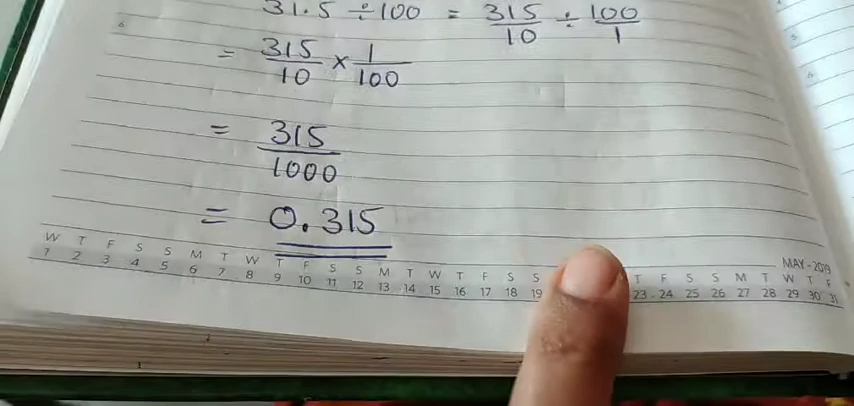 31.5 ÷ 100 = 315/10 ÷ 100/1
= 315/10 × 1/100
= 315/1000
= 0.315
MAY - 2019
W T F S S M T W T F S S M T W T F S S T F S S M T W T F
1 2 3 4 5 6 7 8 9 10 11 12 13 14 15 16 17 18 19 23 24 25 26 27 28 29 30 31